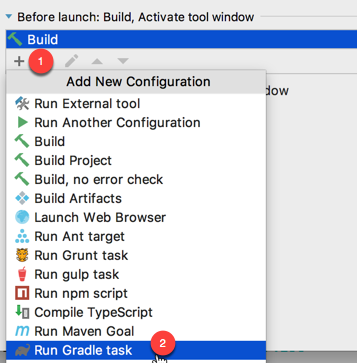 Before launch: Build, Activate tool window
Build
1
dow
Add New Configuration
Run External tool
Run Another Configuration
Build
Build Project
Build, no error check
Build Artifacts
Launch Web Browser
Run Ant target
Run Grunt task
Run gulp task
Run npm script
Compile TypeScript
Run Maven Goal
Run Gradle task
2